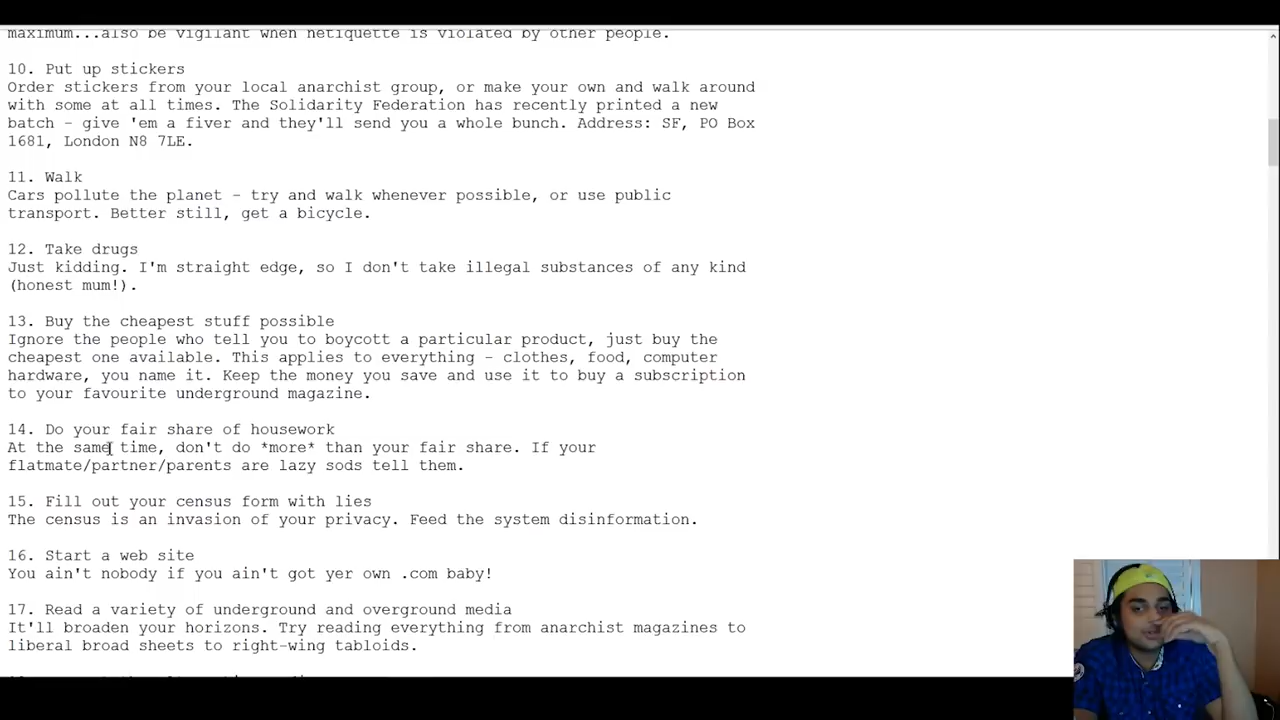 maximum...also be vigilant when netiquette is violated by other people.
10. Put up stickers
Order stickers from your local anarchist group, or make your own and walk around
with some at all times. The Solidarity Federation has recently printed a new
batch - give 'em a fiver and they'll send you a whole bunch. Address: SF, PO Box
1681, London N8 7LE.
11. Walk
Cars pollute the planet - try and walk whenever possible, or use public
transport. Better still, get a bicycle.
12. Take drugs
Just kidding. I'm straight edge, so I don't take illegal substances of any kind
(honest mum!).
13. Buy the cheapest stuff possible
Ignore the people who tell you to boycott a particular product, just buy the
cheapest one available. This applies to everything - clothes, food, computer
hardware, you name it. Keep the money you save and use it to buy a subscription
to your favourite underground magazine.
14. Do your fair share of housework
At the same time, don't do *more* than your fair share. If your
flatmate/partner/parents are lazy sods tell them.
15. Fill out your census form with lies
The census is an invasion of your privacy. Feed the system disinformation.
16. Start a web site
You ain't nobody if you ain't got yer own .com baby!
17. Read a variety of underground and overground media
It'll broaden your horizons. Try reading everything from anarchist magazines to
liberal broad sheets to right-wing tabloids.